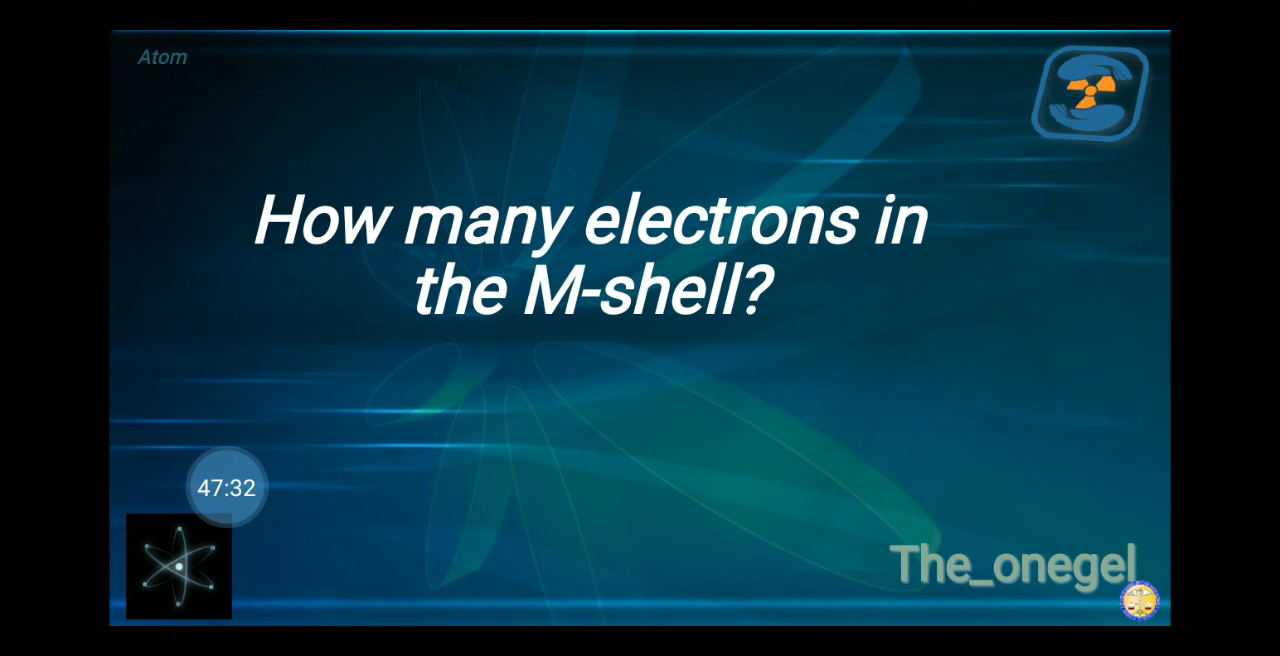 Atom
How many electrons in
the M-shell?
47:32
The_onegel